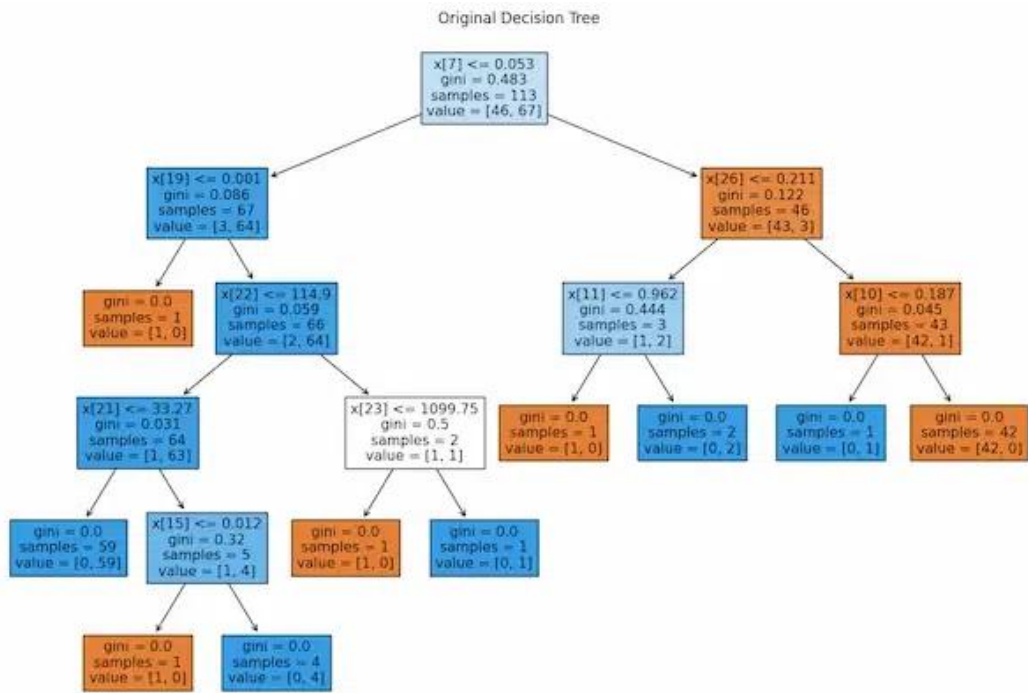 Original Decision Tree
x[7] <= 0.053
gini = 0.483
samples = 113
value = [46, 67]
x[19] <= 0.001
gini = 0.086
samples = 67
value = [3, 64]
x[26] <= 0.211
gini = 0.122
samples = 46
value = [43, 3]
gini = 0.0
samples = 1
value = [1, 0]
x[22] <= 114.9
gini = 0.059
samples = 66
value = [2, 64]
x[11] <= 0.962
gini = 0.444
samples = 3
value = [1, 2]
x[10] <= 0.187
gini = 0.045
samples = 43
value = [42, 1]
x[21] <= 33.27
gini = 0.031
samples = 64
value = [1, 63]
x[23] <= 1099.75
gini = 0.5
samples = 2
value = [1, 1]
gini = 0.0
samples = 1
value = [1, 0]
gini = 0.0
samples = 2
value = [0, 2]
gini = 0.0
samples = 1
value = [0, 1]
gini = 0.0
samples = 42
value = [42, 0]
gini = 0.0
samples = 59
value = [0, 59]
x[15] <= 0.012
gini = 0.32
samples = 5
value = [1, 4]
gini = 0.0
samples = 1
value = [1, 0]
gini = 0.0
samples = 1
value = [0, 1]
gini = 0.0
samples = 1
value = [1, 0]
gini = 0.0
samples = 4
value = [0, 4]